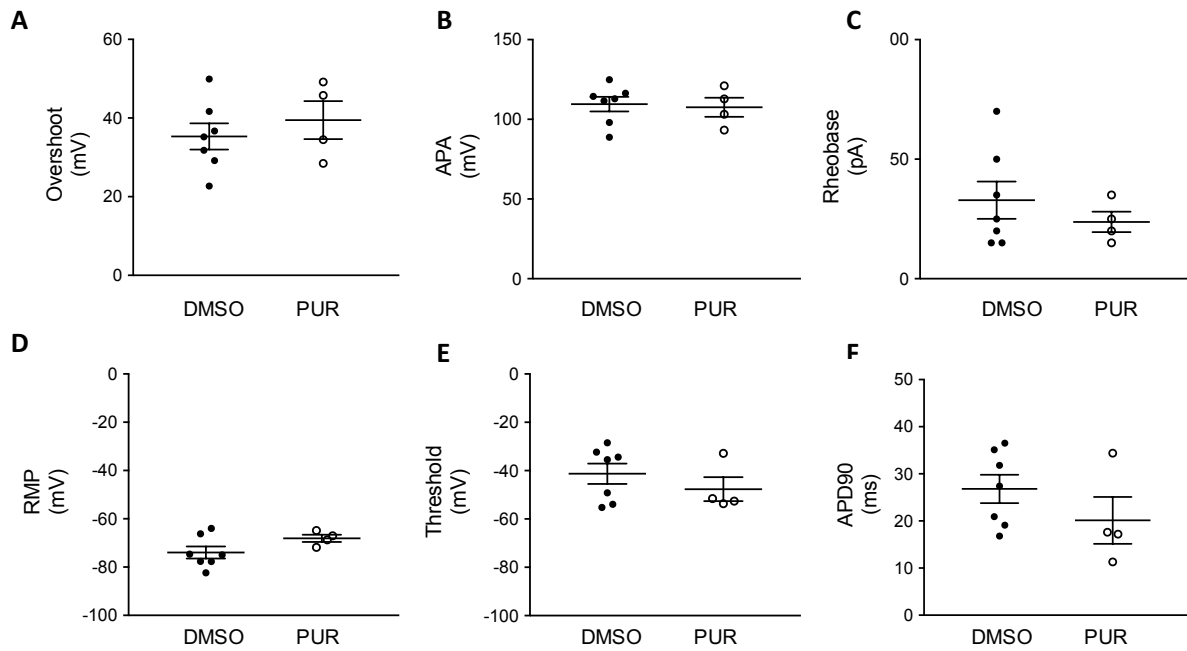 A
Overshoot
(mV)
60
40
20
0
DMSO PUR
B
APA
(mV)
150
100
50
0
DMSO PUR
C
Rheobase
(pA)
00
50
00
DMSO PUR
D
RMP
(mV)
0
-20
-40
-60
-80
-100
DMSO PUR
E
Threshold
(mV)
0
-20
-40
-60
-80
-100
DMSO PUR
F
APD90
(ms)
50
40
30
20
10
0
DMSO PUR